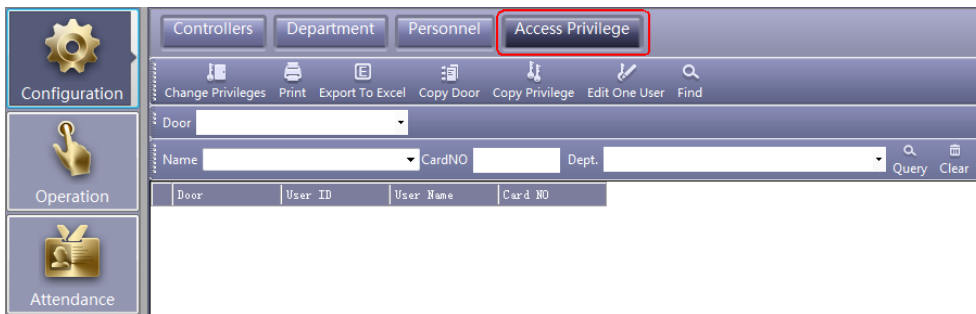 Controllers Department Personnel Access Privilege
Change Privileges Print Export To Excel Copy Door Copy Privilege Edit One User Find
Configuration
Door
Name CardNO Dept. Query Clear
Door User ID User Name Card NO
Operation
Attendance